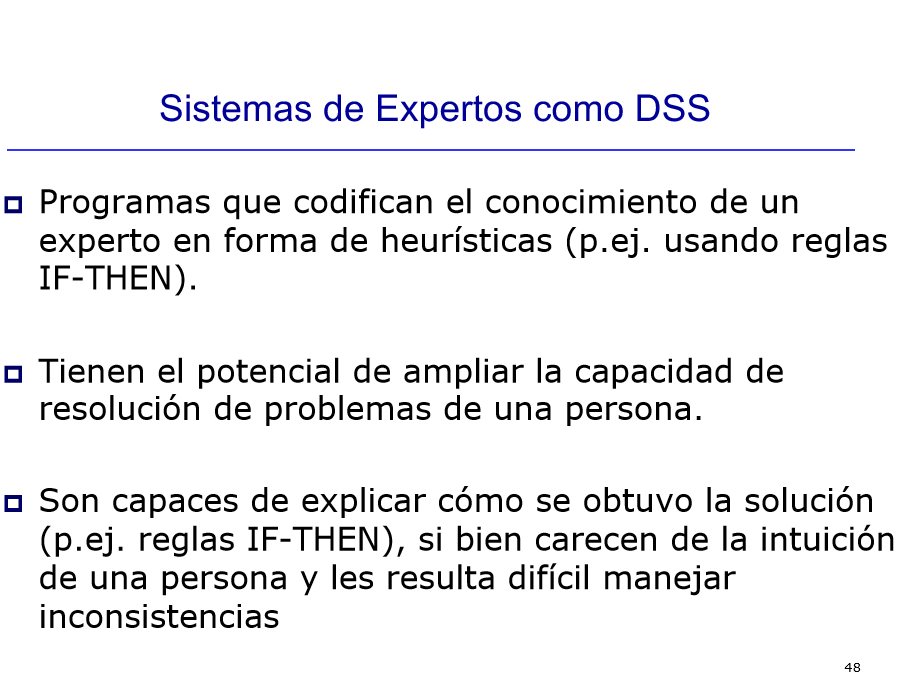 Sistemas de Expertos como DSS
Programas que codifican el conocimiento de un
experto en forma de heurísticas (p.ej. usando reglas
IF-THEN).
Tienen el potencial de ampliar la capacidad de
resolución de problemas de una persona.
Son capaces de explicar cómo se obtuvo la solución
(p.ej. reglas IF-THEN), si bien carecen de la intuición
de una persona y les resulta difícil manejar
inconsistencias
48